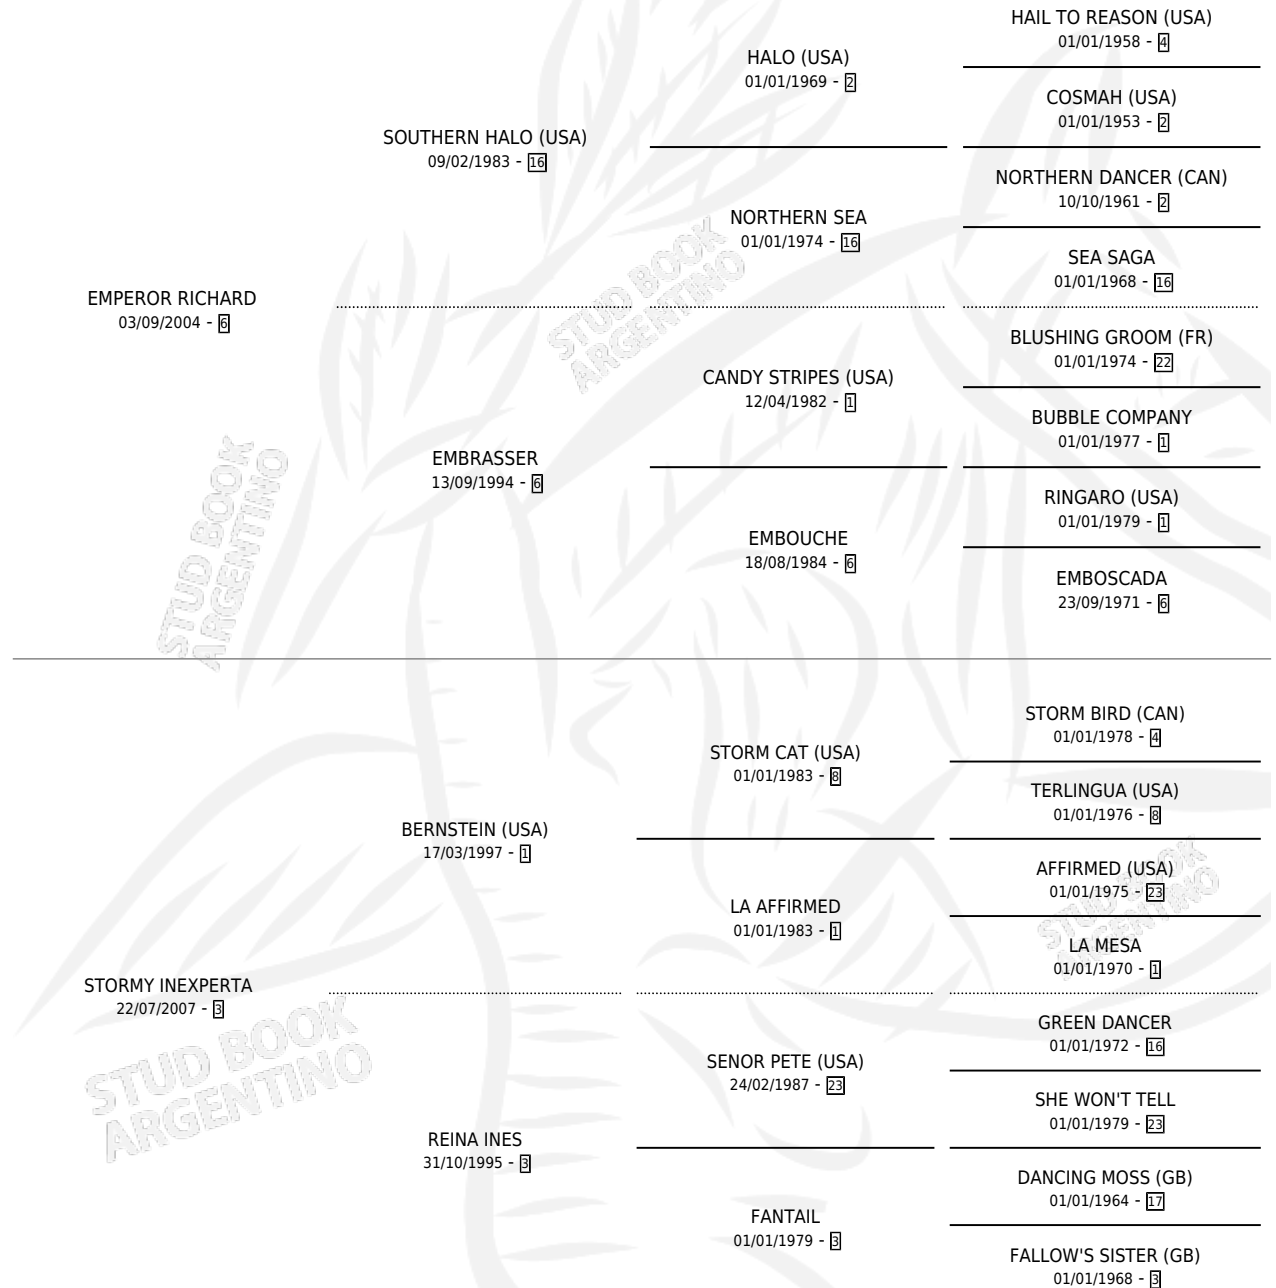 HAIL TO REASON (USA)
01/01/1958 - 4
HALO (USA)
01/01/1969 - 2
COSMAH (USA)
01/01/1953 - 2
SOUTHERN HALO (USA)
09/02/1983 - 16
NORTHERN DANCER (CAN)
10/10/1961 - 2
NORTHERN SEA
01/01/1974 - 16
SEA SAGA
01/01/1968 - 16
EMPEROR RICHARD
03/09/2004 - 6
STUD BOOK
ARGENTINO
BLUSHING GROOM (FR)
01/01/1974 - 22
CANDY STRIPES (USA)
12/04/1982 - 1
BUBBLE COMPANY
01/01/1977 - 1
EMBRASSER
13/09/1994 - 6
RINGARO (USA)
01/01/1979 - 1
EMBOUCHE
18/08/1984 - 6
EMBOSCADA
23/09/1971 - 6
STUD BOOK
ARGENTINO
STORM BIRD (CAN)
01/01/1978 - 4
STORM CAT (USA)
01/01/1983 - 8
TERLINGUA (USA)
01/01/1976 - 8
BERNSTEIN (USA)
17/03/1997 - 1
AFFIRMED (USA)
01/01/1975 - 23
LA AFFIRMED
01/01/1983 - 1
STUD BOOK
ARGENTINO
LA MESA
01/01/1970 - 1
STORMY INEXPERTA
22/07/2007 - 3
GREEN DANCER
01/01/1972 - 16
SENOR PETE (USA)
24/02/1987 - 23
SHE WON'T TELL
01/01/1979 - 23
STUD BOOK
ARGENTINO
REINA INES
31/10/1995 - 3
DANCING MOSS (GB)
01/01/1964 - 17
FANTAIL
01/01/1979 - 3
FALLOW'S SISTER (GB)
01/01/1968 - 3